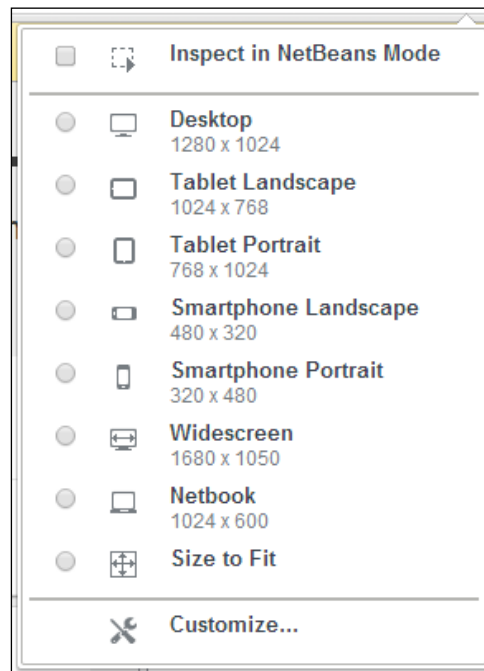 Inspect in NetBeans Mode
Desktop
1280 x 1024
Tablet Landscape
1024 x 768
Tablet Portrait
768 x 1024
Smartphone Landscape
480 x 320
Smartphone Portrait
320 x 480
Widescreen
1680 x 1050
Netbook
1024 x 600
Size to Fit
Customize...